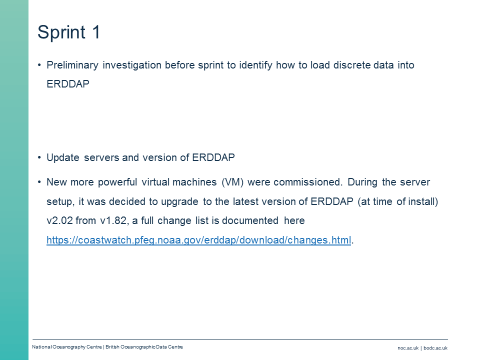 Sprint 1
• Preliminary investigation before sprint to identify how to load discrete data into
ERDDAP
• Update servers and version of ERDDAP
• New more powerful virtual machines (VM) were commissioned. During the server
setup, it was decided to upgrade to the latest version of ERDDAP (at time of install)
v2.02 from v1.82, a full change list is documented here
https://coastwatch.pfeg.noaa.gov/erddap/download/changes.html.
National Oceanography Centre | British Oceanographic Data Centre
noc.ac.uk | bodc.ac.uk